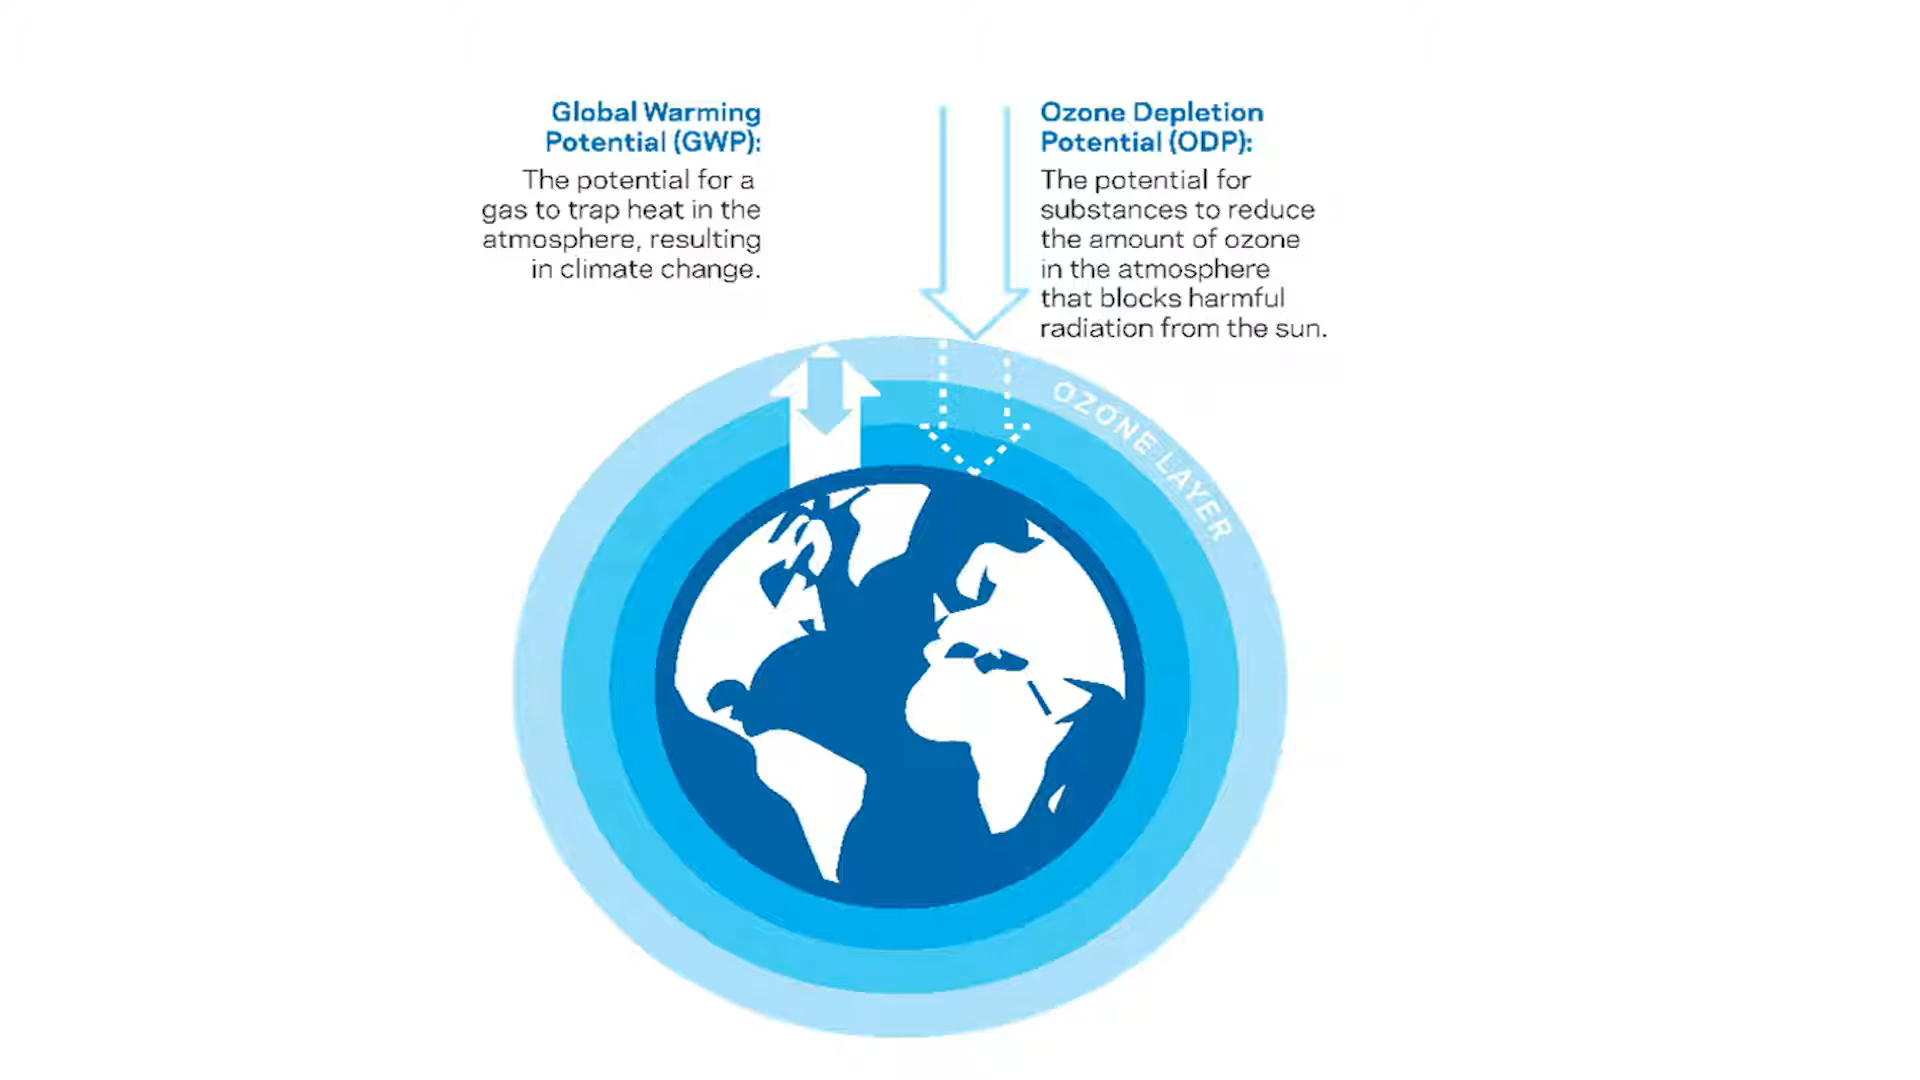 Global Warming
Potential (GWP):
The potential for a
gas to trap heat in the
atmosphere, resulting
in climate change.
Ozone Depletion
Potential (ODP):
The potential for
substances to reduce
the amount of ozone
in the atmosphere
that blocks harmful
radiation from the sun.
OZONE LAYER